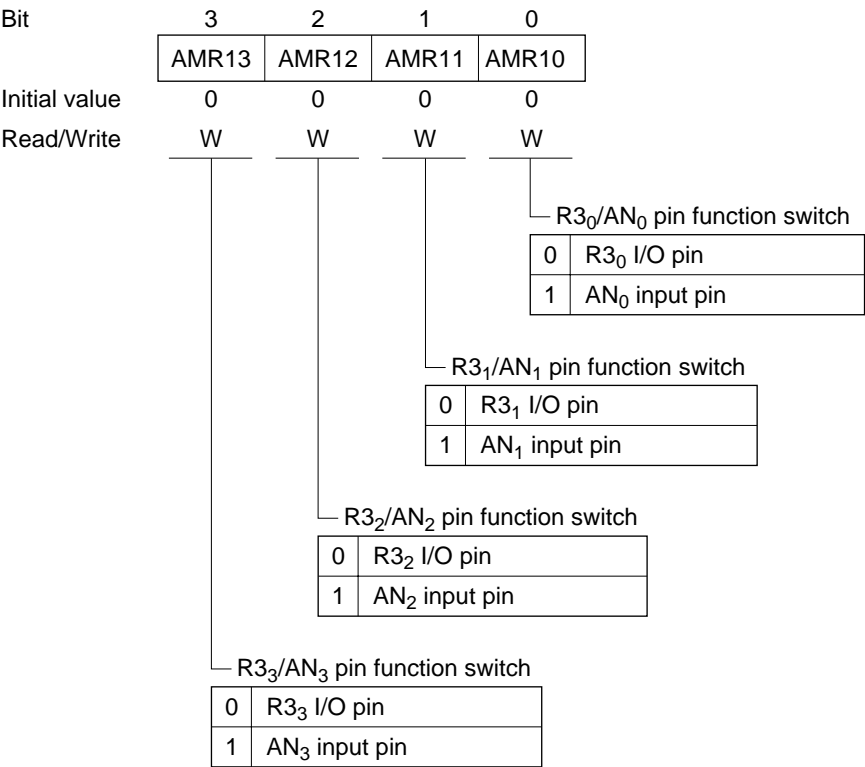 Bit 3 2 1 0
AMR13 AMR12 AMR11 AMR10
Initial value 0 0 0 0
Read/Write W W W W
R3₀/AN₀ pin function switch
0 R3₀ I/O pin
1 AN₀ input pin
R3₁/AN₁ pin function switch
0 R3₁ I/O pin
1 AN₁ input pin
R3₂/AN₂ pin function switch
0 R3₂ I/O pin
1 AN₂ input pin
R3₃/AN₃ pin function switch
0 R3₃ I/O pin
1 AN₃ input pin